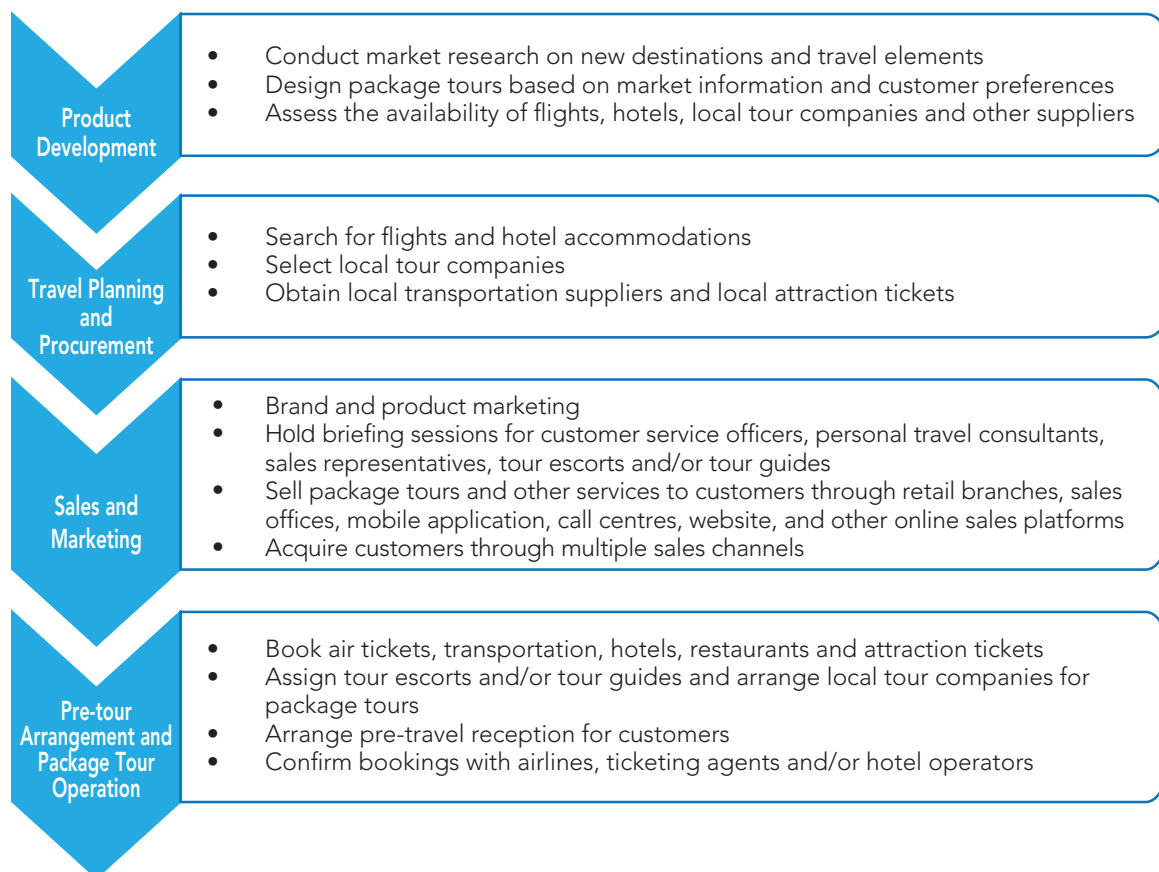 Product
Development
• Conduct market research on new destinations and travel elements
• Design package tours based on market information and customer preferences
• Assess the availability of flights, hotels, local tour companies and other suppliers
Travel Planning
and
Procurement
• Search for flights and hotel accommodations
• Select local tour companies
• Obtain local transportation suppliers and local attraction tickets
Sales and
Marketing
• Brand and product marketing
• Hold briefing sessions for customer service officers, personal travel consultants,
sales representatives, tour escorts and/or tour guides
• Sell package tours and other services to customers through retail branches, sales
offices, mobile application, call centres, website, and other online sales platforms
• Acquire customers through multiple sales channels
Pre-tour
Arrangement and
Package Tour
Operation
• Book air tickets, transportation, hotels, restaurants and attraction tickets
• Assign tour escorts and/or tour guides and arrange local tour companies for
package tours
• Arrange pre-travel reception for customers
• Confirm bookings with airlines, ticketing agents and/or hotel operators